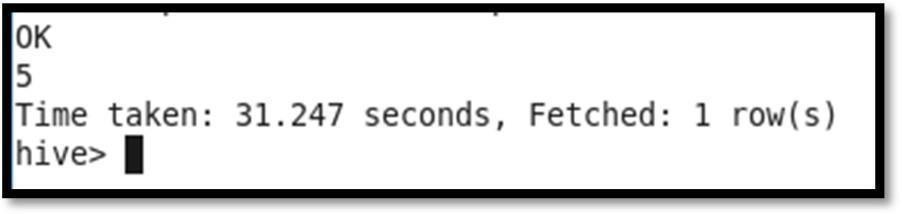 OK
5
Time taken: 31.247 seconds, Fetched: 1 row(s)
hive>